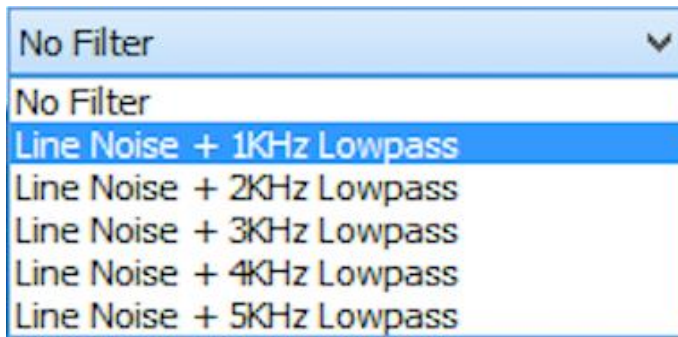 No Filter
No Filter
Line Noise + 1KHz Lowpass
Line Noise + 2KHz Lowpass
Line Noise + 3KHz Lowpass
Line Noise + 4KHz Lowpass
Line Noise + 5KHz Lowpass